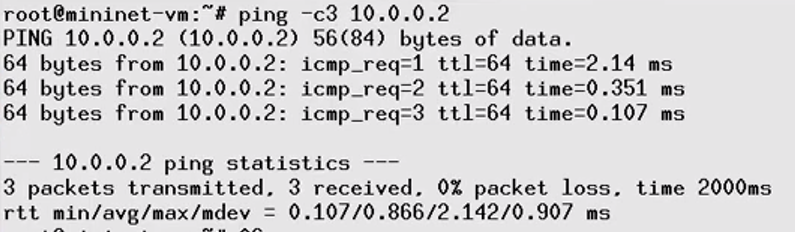 root@mininet-vm:~# ping -c3 10.0.0.2
PING 10.0.0.2 (10.0.0.2) 56(84) bytes of data.
64 bytes from 10.0.0.2: icmp_req=1 ttl=64 time=2.14 ms
64 bytes from 10.0.0.2: icmp_req=2 ttl=64 time=0.351 ms
64 bytes from 10.0.0.2: icmp_req=3 ttl=64 time=0.107 ms
--- 10.0.0.2 ping statistics ---
3 packets transmitted, 3 received, 0% packet loss, time 2000ms
rtt min/avg/max/mdev = 0.107/0.866/2.142/0.907 ms